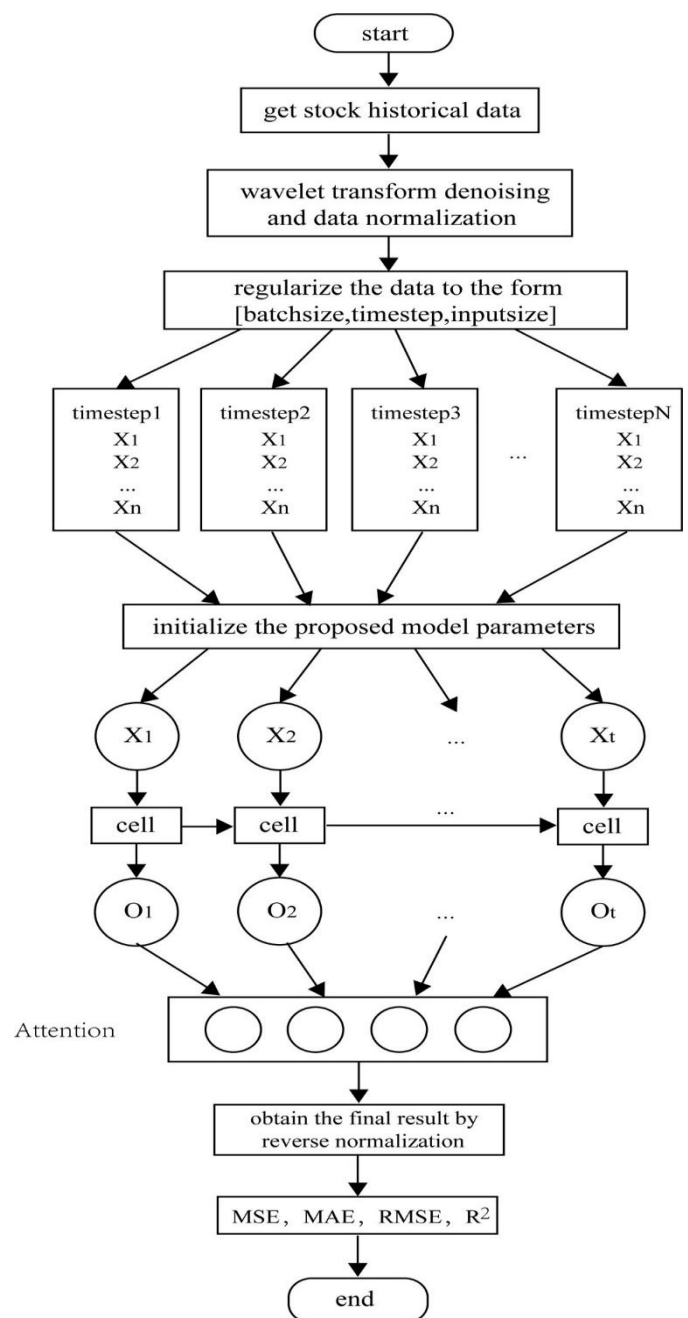 start
get stock historical data
wavelet transform denoising
and data normalization
regularize the data to the form
[batchsize,timestep,inputsize]
timestep1
X1
X2
...
Xn
timestep2
X1
X2
...
Xn
timestep3
X1
X2
...
Xn
...
timestepN
X1
X2
...
Xn
initialize the proposed model parameters
X1
X2
...
Xt
cell
cell
...
cell
O1
O2
...
Ot
Attention
obtain the final result by
reverse normalization
MSE, MAE, RMSE, R²
end